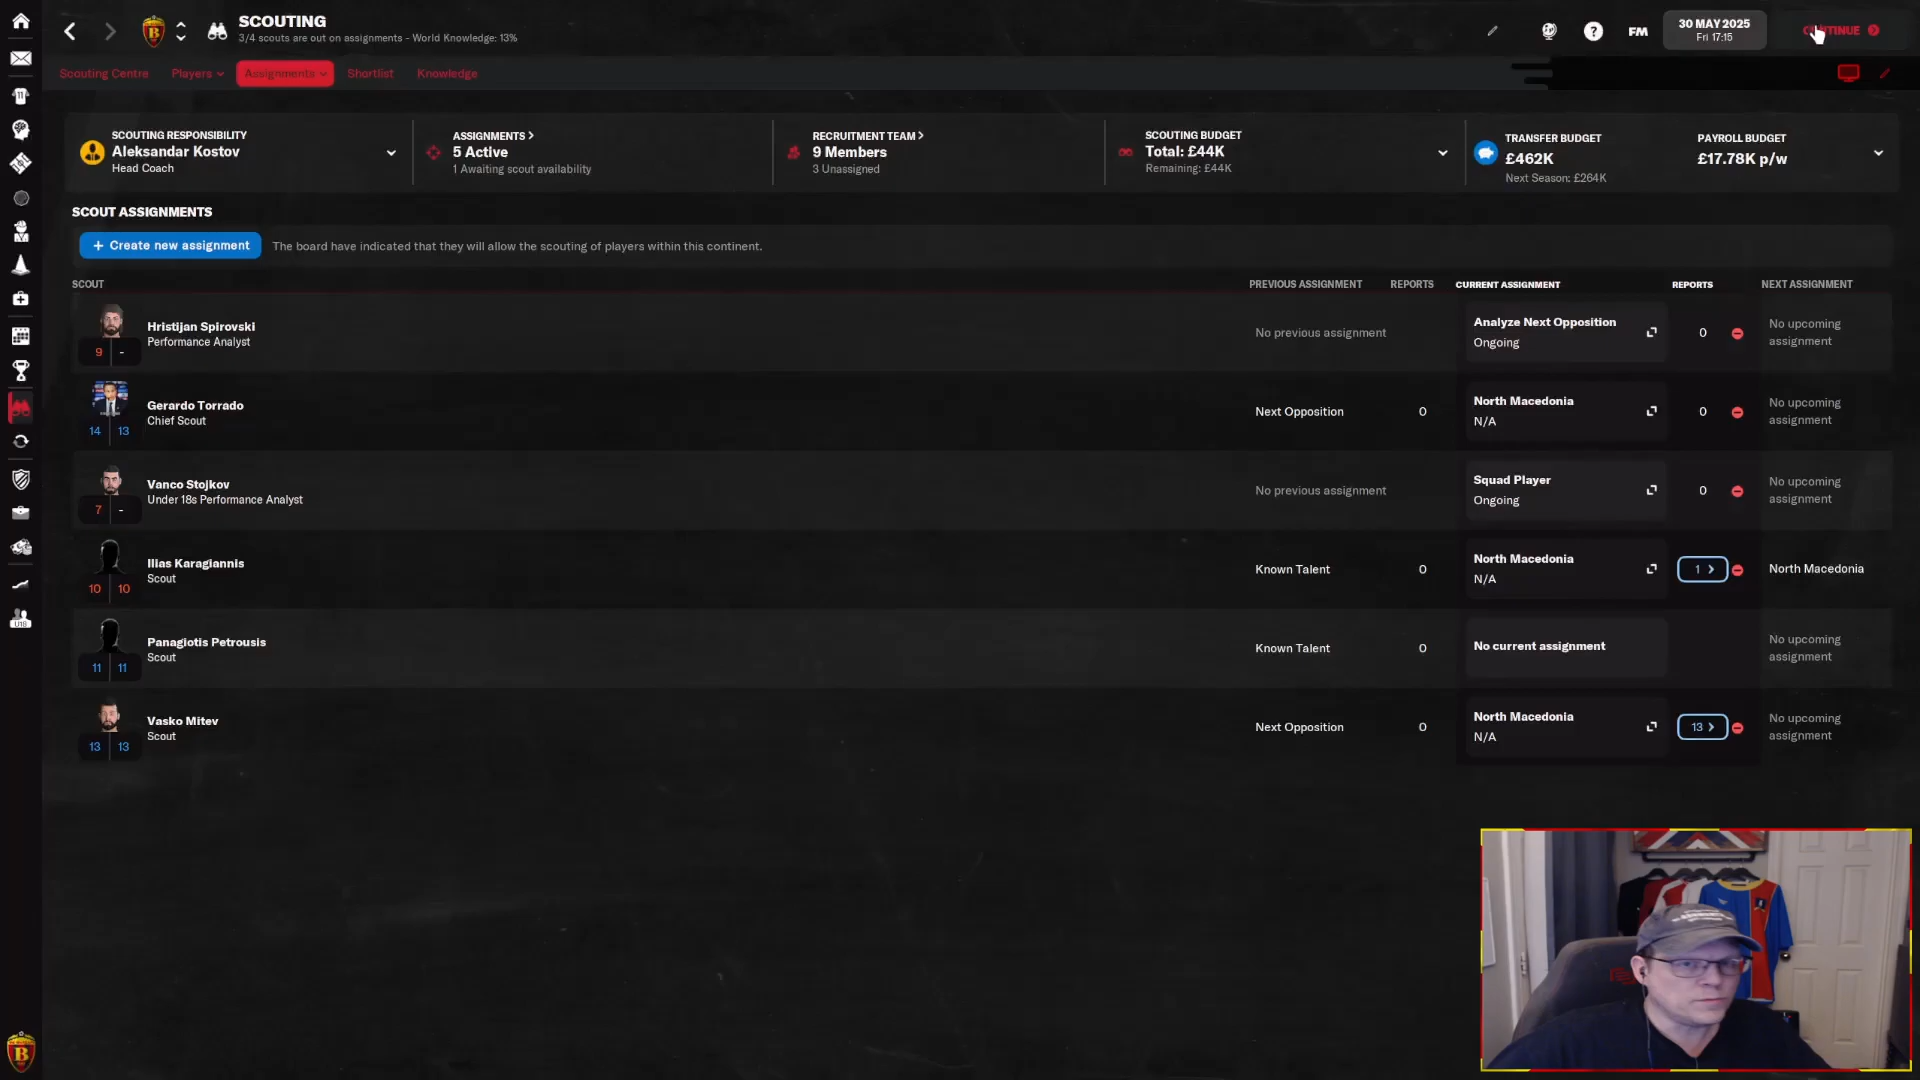 SCOUTING
3/4 scouts are out on assignments - World Knowledge: 13%
FM
30 MAY 2025
Fri 17:15
Scouting Centre
Players
Assignments
Shortlist
Knowledge
SCOUTING RESPONSIBILITY
Aleksandar Kostov
Head Coach
ASSIGNMENTS
5 Active
1 Awaiting scout availability
RECRUITMENT TEAM
9 Members
3 Unassigned
SCOUTING BUDGET
Total: £44K
Remaining: £44K
TRANSFER BUDGET
£462K
Next Season: £264K
PAYROLL BUDGET
£17.78K p/w
SCOUT ASSIGNMENTS
+ Create new assignment
The board have indicated that they will allow the scouting of players within this continent.
SCOUT PREVIOUS ASSIGNMENT REPORTS CURRENT ASSIGNMENT REPORTS NEXT ASSIGNMENT
Hristijan Spirovski
Performance Analyst
9 -
No previous assignment
Analyze Next Opposition
Ongoing
0
No upcoming
assignment
Gerardo Torrado
Chief Scout
14 13
Next Opposition
0
North Macedonia
N/A
0
No upcoming
assignment
Vanco Stojkov
Under 18s Performance Analyst
7 -
No previous assignment
Squad Player
Ongoing
0
No upcoming
assignment
Ilias Karagiannis
Scout
10 10
Known Talent
0
North Macedonia
N/A
1
North Macedonia
Panagiotis Petrousis
Scout
11 11
Known Talent
0
No current assignment
No upcoming
assignment
Vasko Mitev
Scout
13 13
Next Opposition
0
North Macedonia
N/A
13
No upcoming
assignment